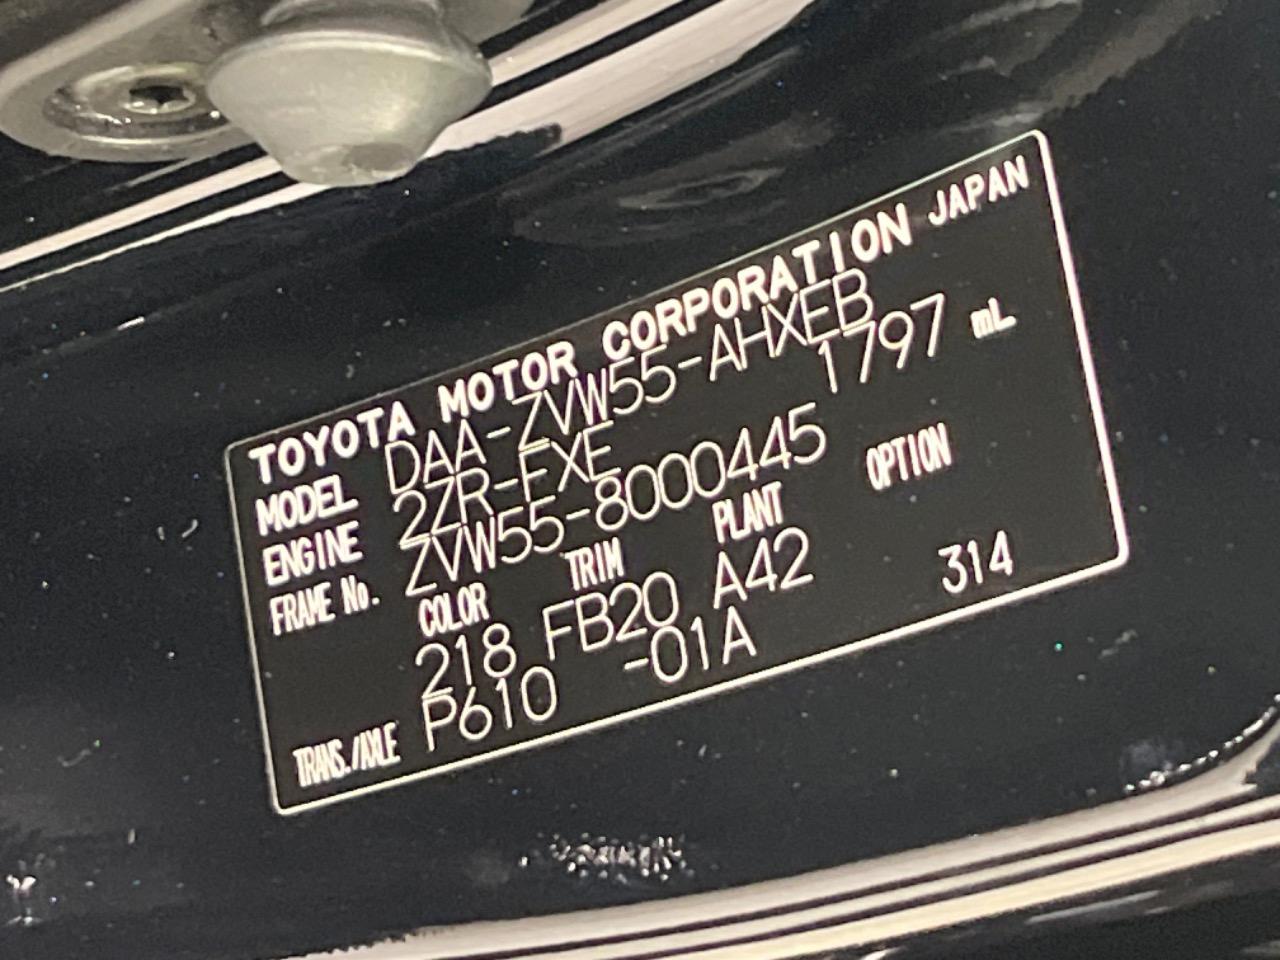 TOYOTA MOTOR CORPORATION JAPAN
MODEL DAA-ZVW55-AHXEB
ENGINE 2ZR-FXE 1797 mL
FRAME No. ZVW55-8000445
COLOR TRIM PLANT OPTION
218 FB20 A42
TRANS./AXLE P610 -01A 314